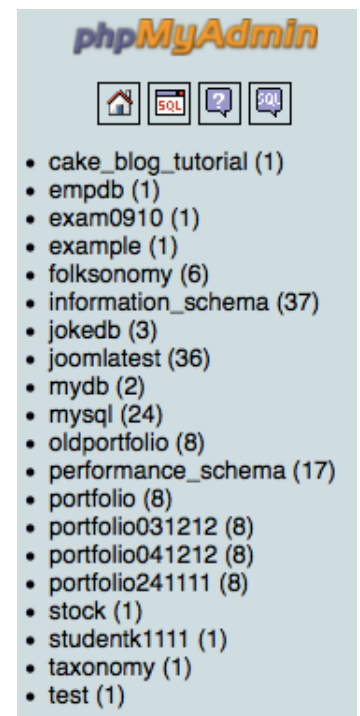 phpMyAdmin
SQL ? SQL
cake_blog_tutorial (1)
empdb (1)
exam0910 (1)
example (1)
folksonomy (6)
information_schema (37)
jokedb (3)
joomlatest (36)
mydb (2)
mysql (24)
oldportfolio (8)
performance_schema (17)
portfolio (8)
portfolio031212 (8)
portfolio041212 (8)
portfolio241111 (8)
stock (1)
studentk1111 (1)
taxonomy (1)
test (1)